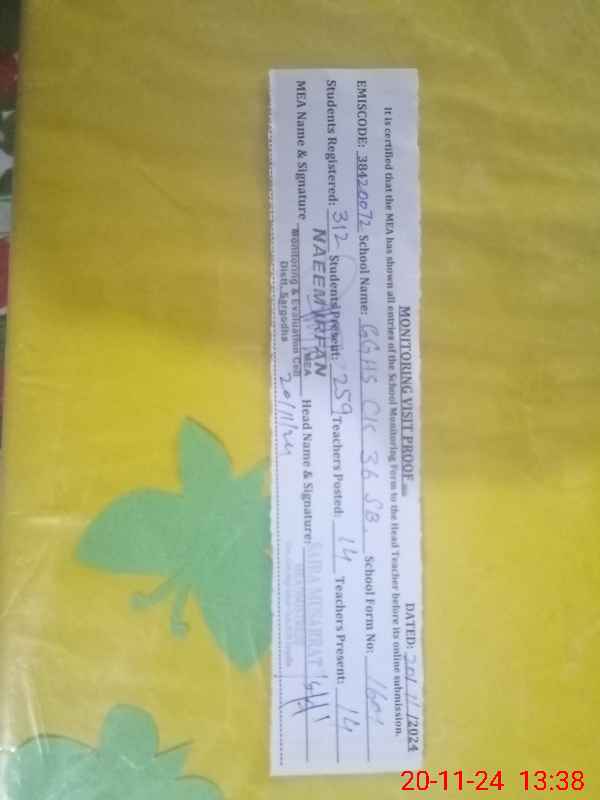 MONITORING VISIT PROOF
DATED: 20/11/2024
It is certified that the MEA has shown all entries of the School Monitoring Form to the Head Teacher before its online submission.
EMISCODE: 38420072 School Name: GGHS CK 36 SB. School Form No:
Students Registered: 312 Students Present: 259 Teachers Posted: 14 Teachers Present: 14
MEA Name & Signature Head Name & Signature:
NAEEM IRFAN
MEA
Monitoring & Evaluation Cell
Distt. Sargodha
20/11/24
SAIRA MUSARRAT
20-11-24 13:38